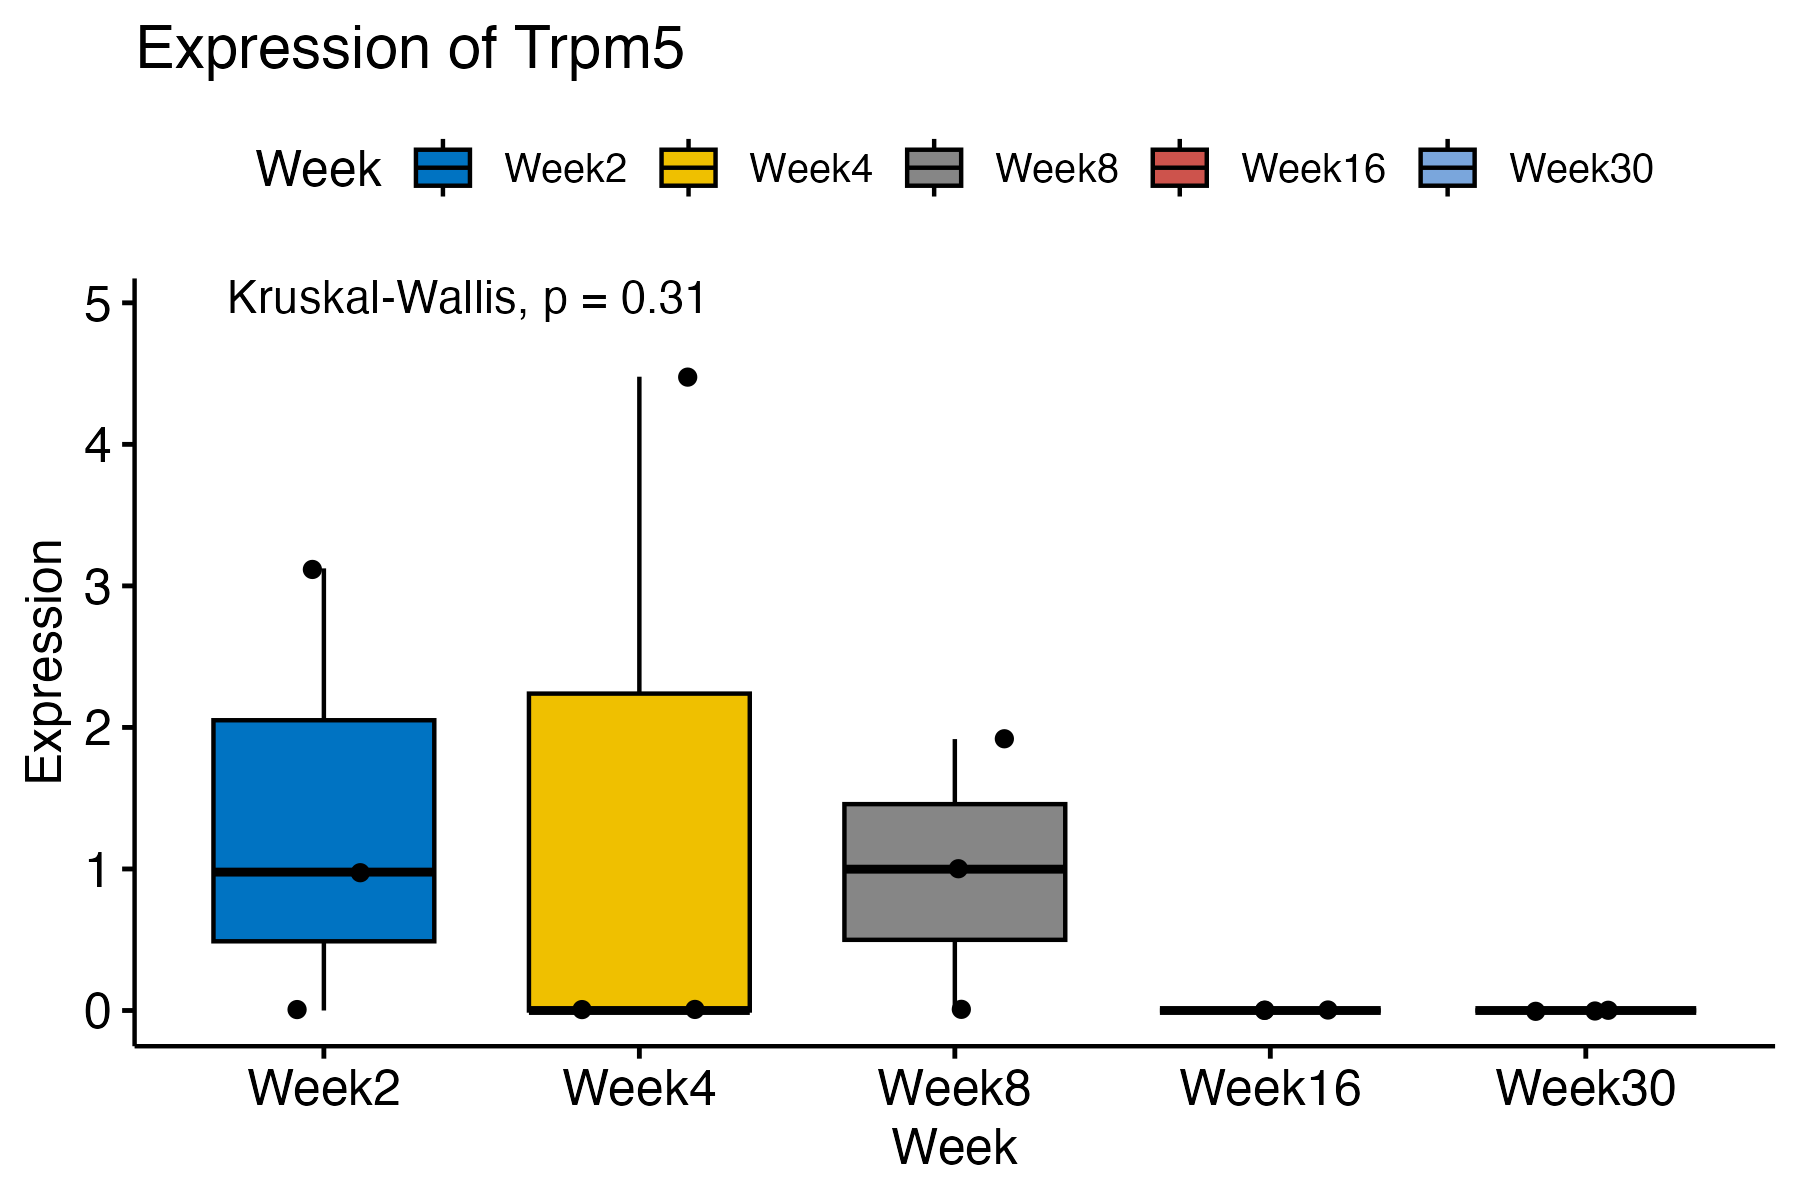 Expression of Trpm5
Week Week2 Week4 Week8 Week16 Week30
Kruskal-Wallis, p = 0.31
5
4
3
2
1
0
Expression
Week2 Week4 Week8 Week16 Week30
Week